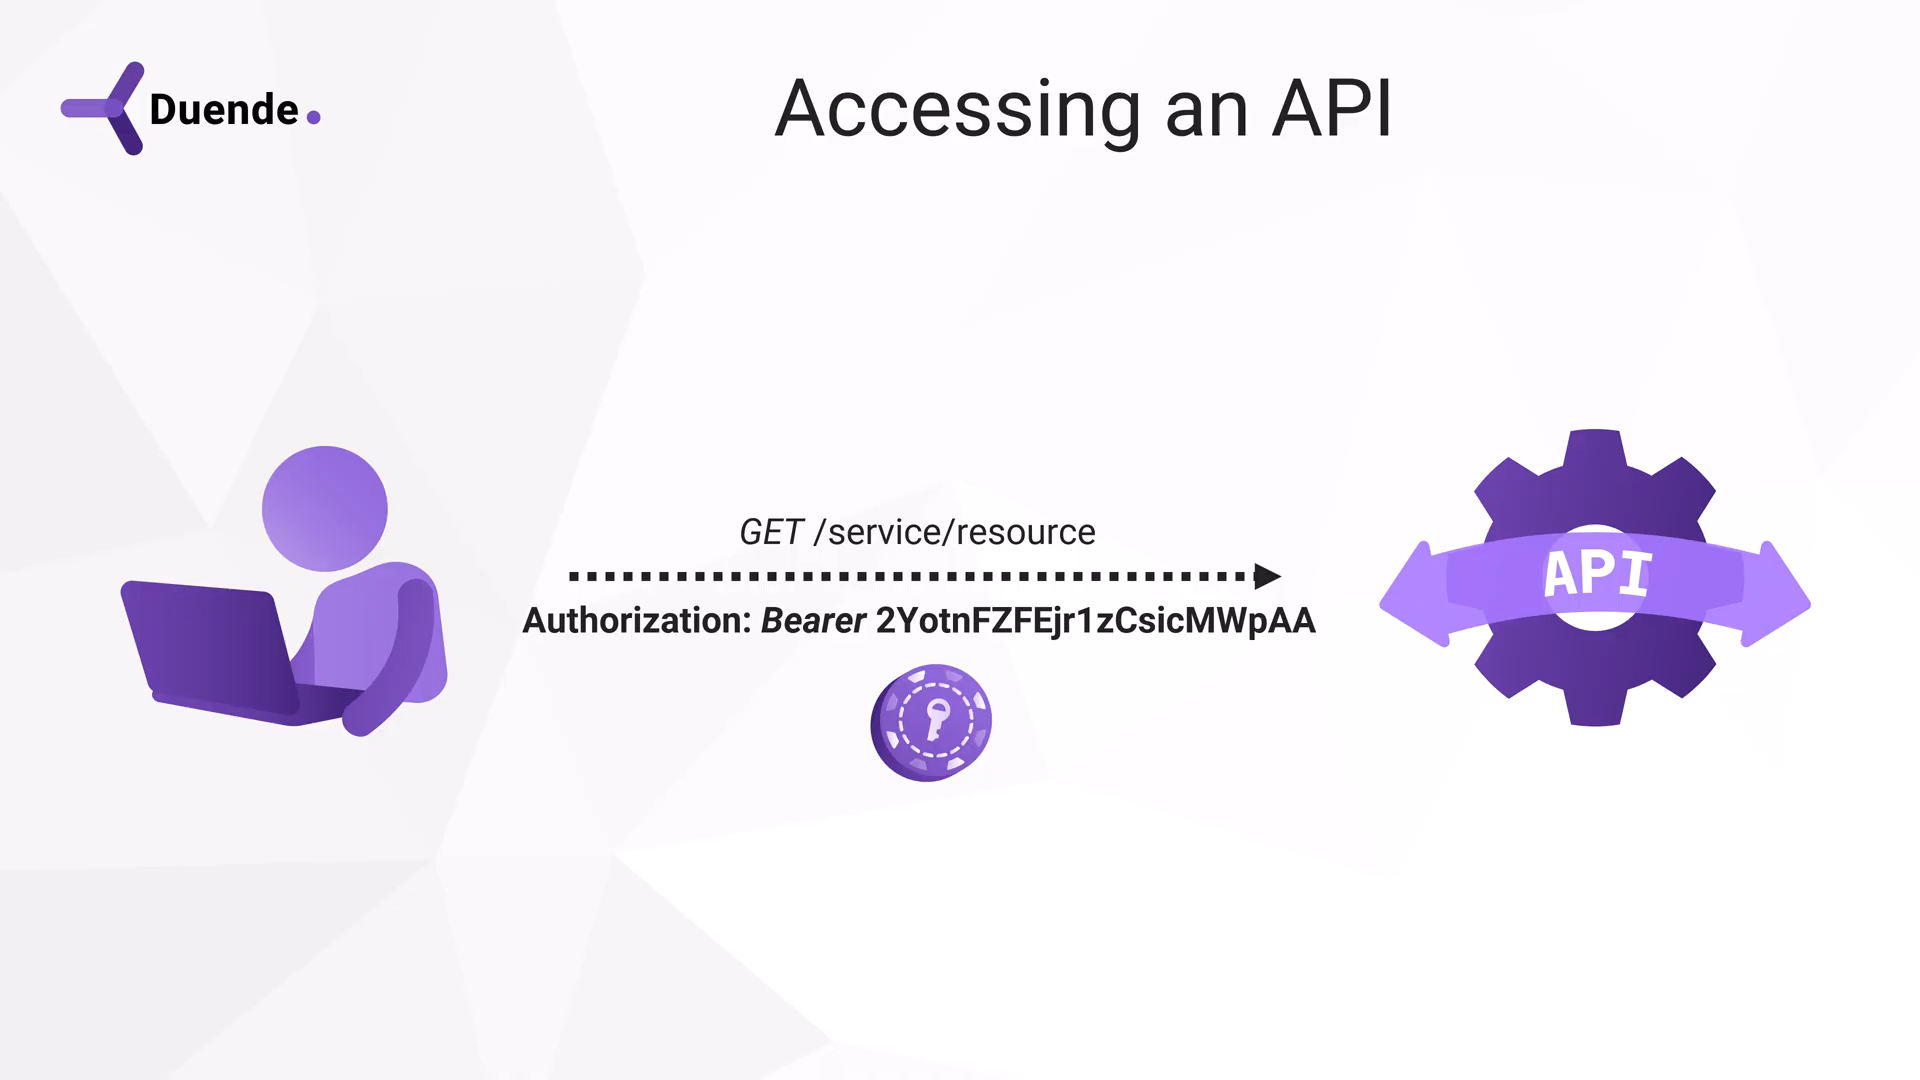 Duende
Accessing an API
GET /service/resource
Authorization: Bearer 2YotnFZFEjr1zCsicMWpAA
API